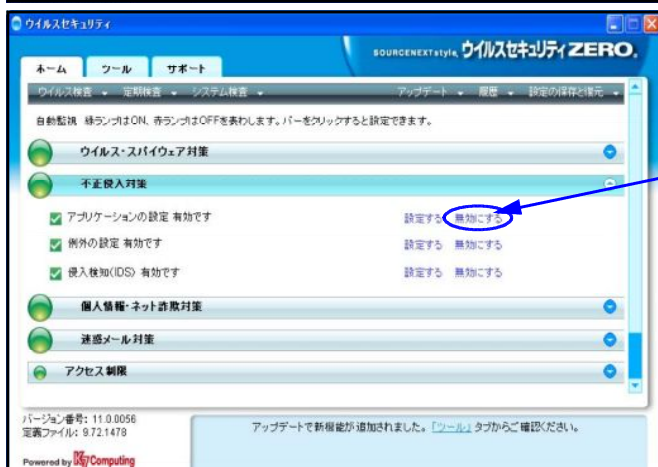 ウイルスセキュリティ
SOURCENEXTstyle, ウイルスセキュリティZERO.
ホーム ツール サポート
ウイルス検査 定期検査 システム検査 アップデート 履歴 設定の保存と復元
自動監視 緑ランプはON、赤ランプはOFFを表わします。バーをクリックすると設定できます。
ウイルス・スパイウェア対策
不正侵入対策
アプリケーションの設定 有効です 設定する 無効にする
例外の設定 有効です 設定する 無効にする
侵入検知(IDS) 有効です 設定する 無効にする
個人情報・ネット詐欺対策
迷惑メール対策
アクセス制限
バージョン番号: 11.0.0056
定義ファイル: 9.72.1478
アップデートで新機能が追加されました。「ツール」タブからご確認ください。
Powered by K7 Computing